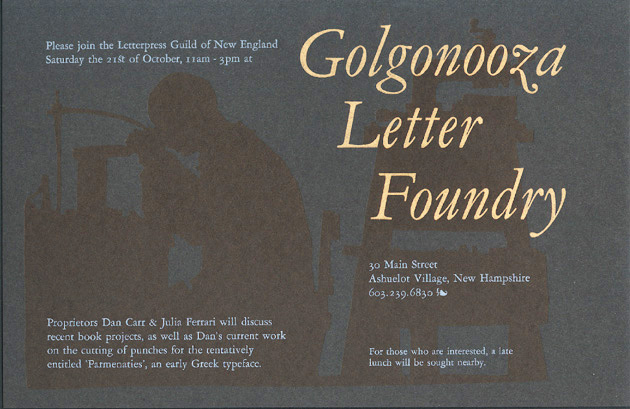 Please join the Letterpress Guild of New England
Saturday the 21st of October, 11am - 3pm at
Golgonooza
Letter
Foundry
30 Main Street
Ashuelot Village, New Hampshire
603.239.6830
Proprietors Dan Carr & Julia Ferrari will discuss
recent book projects, as well as Dan's current work
on the cutting of punches for the tentatively
entitled 'Parmenaties', an early Greek typeface.
For those who are interested, a late
lunch will be sought nearby.